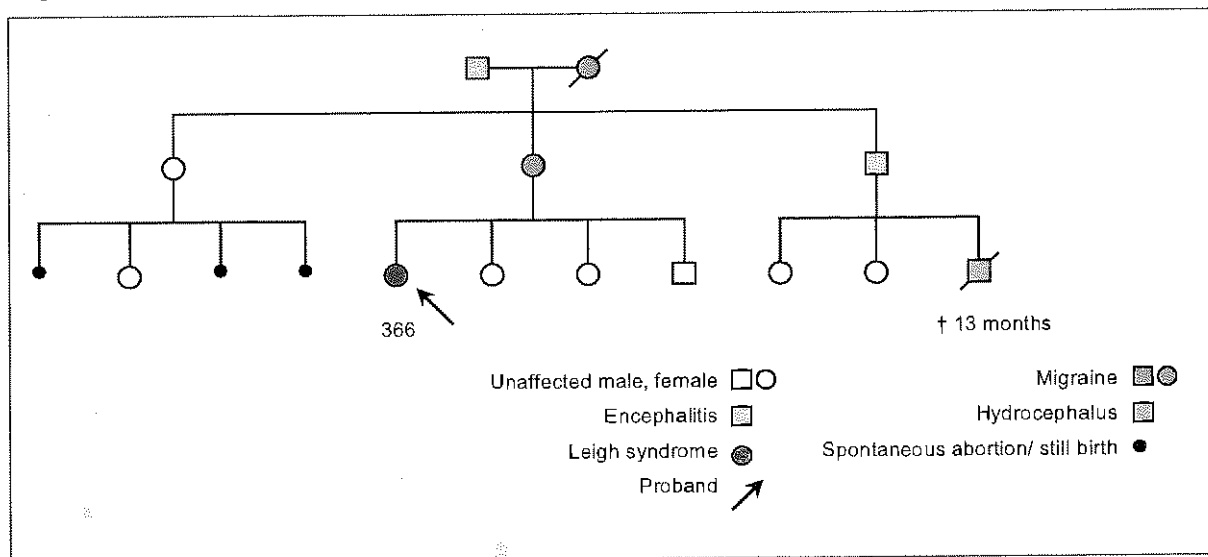 366
† 13 months
Unaffected male, female
Migraine
Encephalitis
Hydrocephalus
Leigh syndrome
Spontaneous abortion/ still birth
Proband